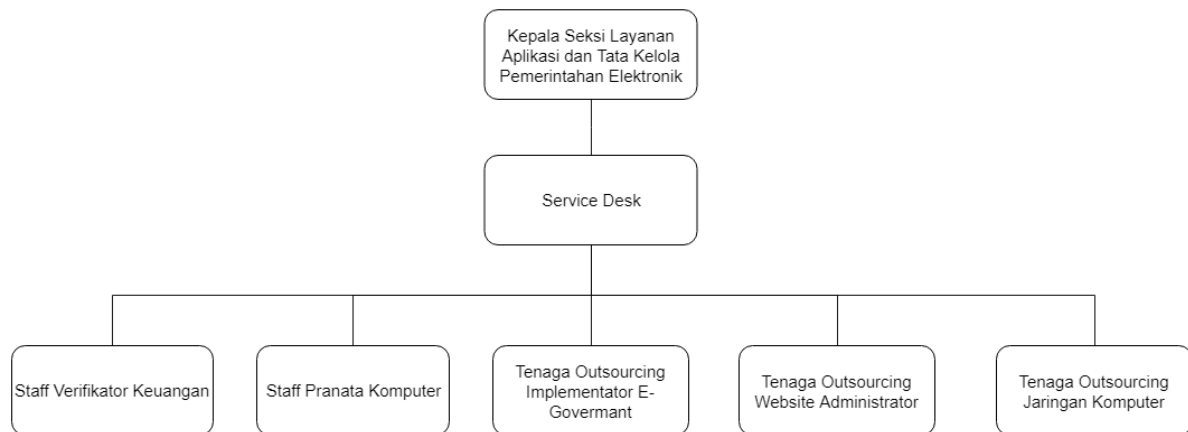 Kepala Seksi Layanan
Aplikasi dan Tata Kelola
Pemerintahan Elektronik
Service Desk
Staff Verifikator Keuangan
Staff Pranata Komputer
Tenaga Outsourcing
Implementator E-
Govermant
Tenaga Outsourcing
Website Administrator
Tenaga Outsourcing
Jaringan Komputer